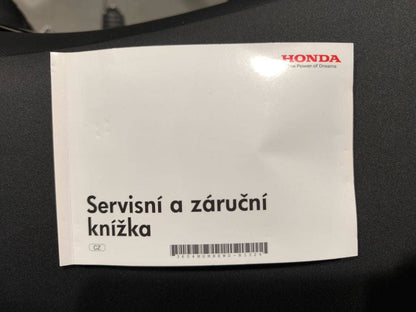 HONDA
The Power of Dreams
Servisní a záruční
knížka
CZ